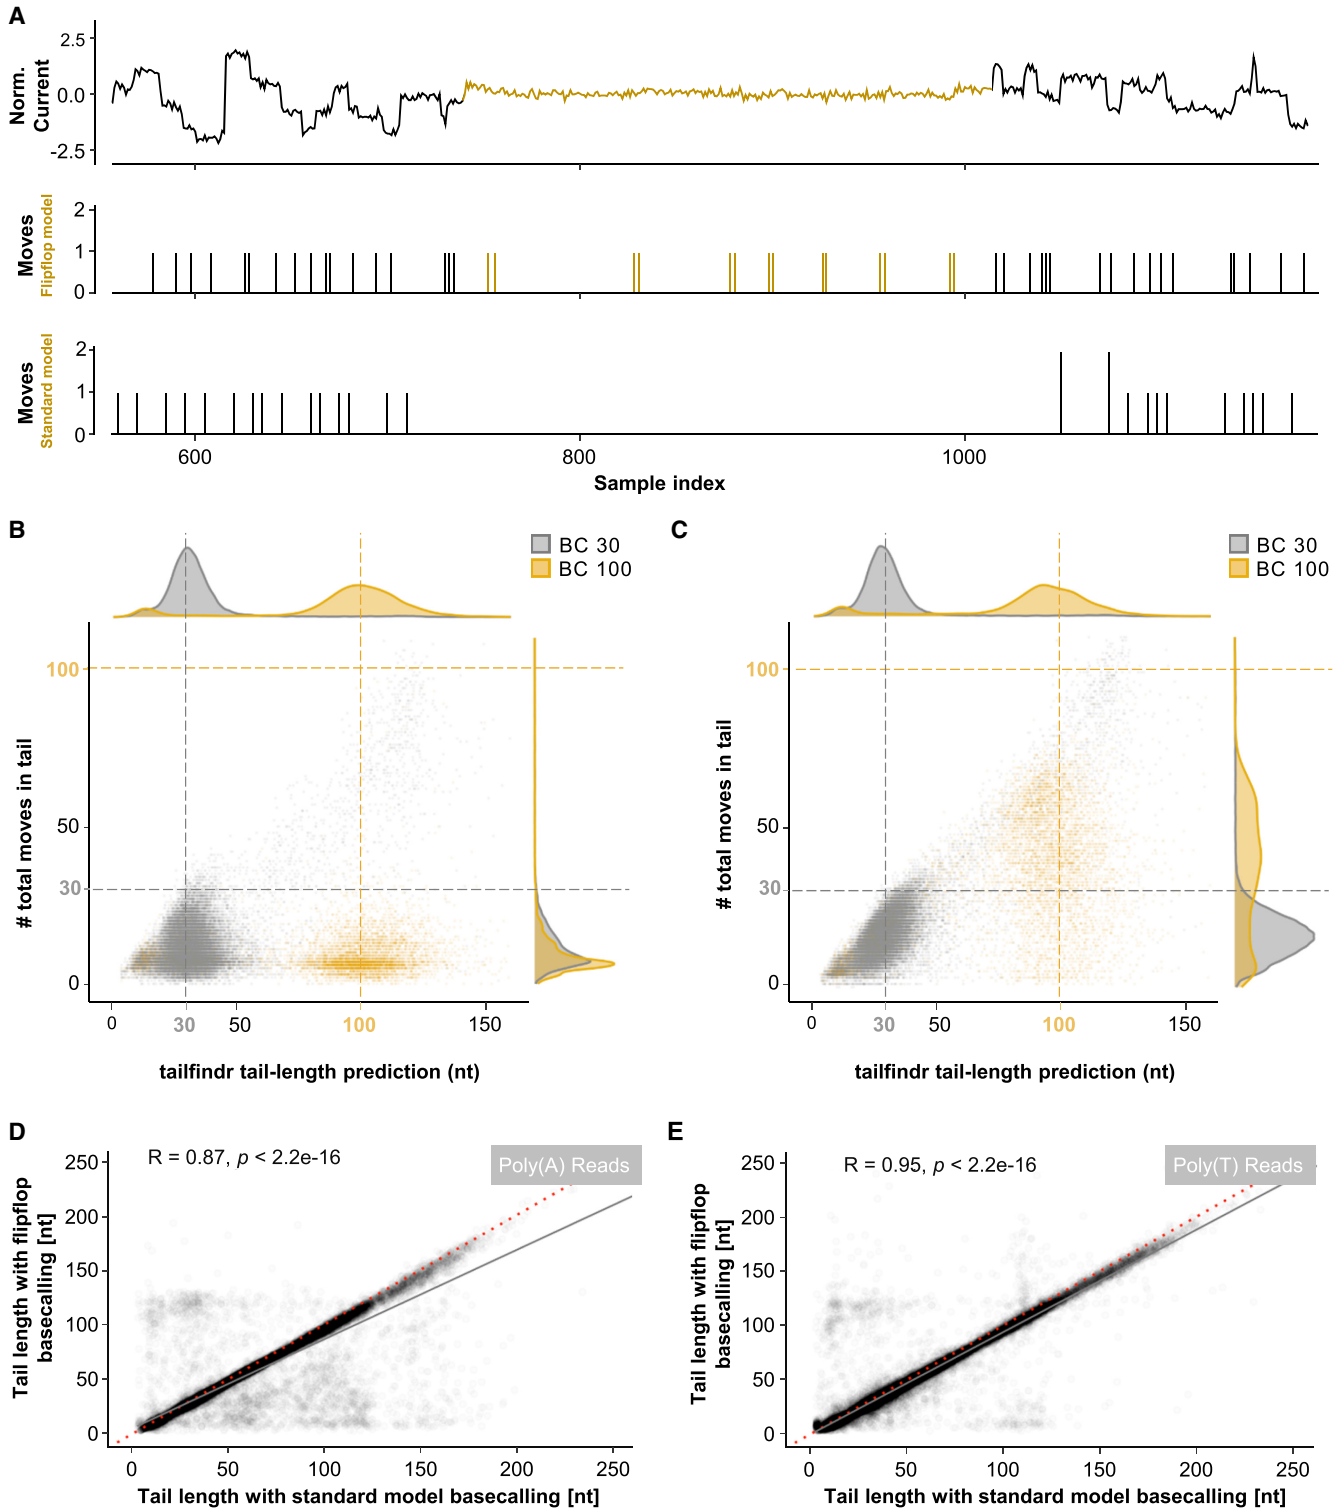 A
Norm.
Current
2.5
0.0
-2.5
Moves
Flipflop model
2
1
0
Moves
Standard model
2
1
0
600
800
1000
Sample index
B
BC 30
BC 100
# total moves in tail
100
50
30
0
0
30
50
100
150
tailfindr tail-length prediction (nt)
C
BC 30
BC 100
# total moves in tail
100
50
30
0
0
30
50
100
150
tailfindr tail-length prediction (nt)
D
R = 0.87, p < 2.2e-16
Poly(A) Reads
Tail length with flipflop
basecalling [nt]
250
200
150
100
50
0
0
50
100
150
200
250
Tail length with standard model basecalling [nt]
E
R = 0.95, p < 2.2e-16
Poly(T) Reads
Tail length with flipflop
basecalling [nt]
250
200
150
100
50
0
0
50
100
150
200
250
Tail length with standard model basecalling [nt]